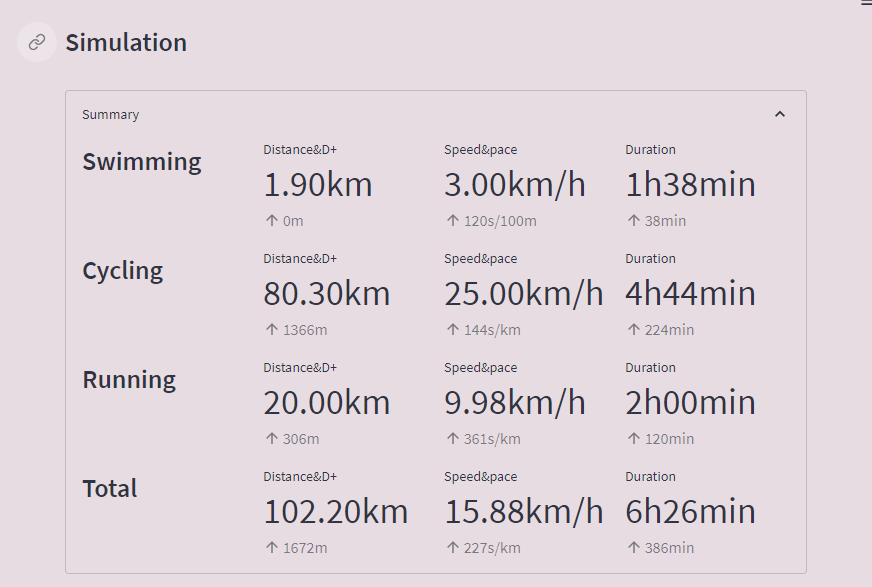 Simulation
Summary
Swimming
Distance&D+
1.90km
↑ 0m
Speed&pace
3.00km/h
↑ 120s/100m
Duration
1h38min
↑ 38min
Cycling
Distance&D+
80.30km
↑ 1366m
Speed&pace
25.00km/h
↑ 144s/km
Duration
4h44min
↑ 224min
Running
Distance&D+
20.00km
↑ 306m
Speed&pace
9.98km/h
↑ 361s/km
Duration
2h00min
↑ 120min
Total
Distance&D+
102.20km
↑ 1672m
Speed&pace
15.88km/h
↑ 227s/km
Duration
6h26min
↑ 386min